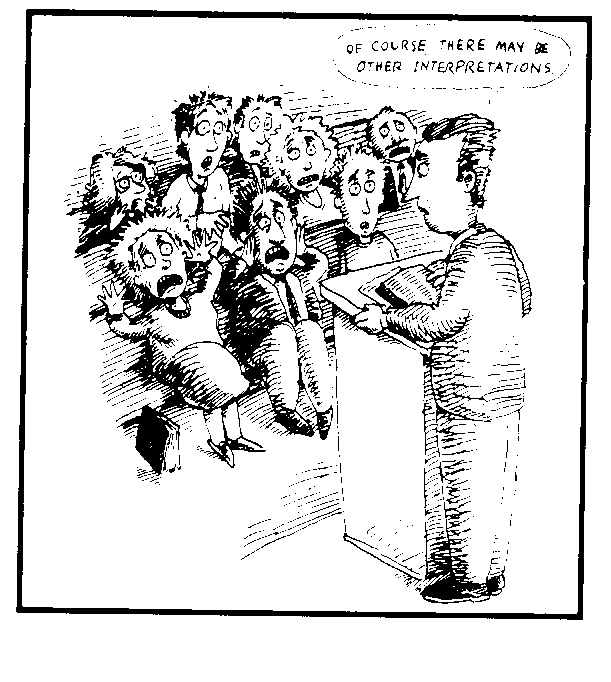 OF COURSE THERE MAY BE
OTHER INTERPRETATIONS.